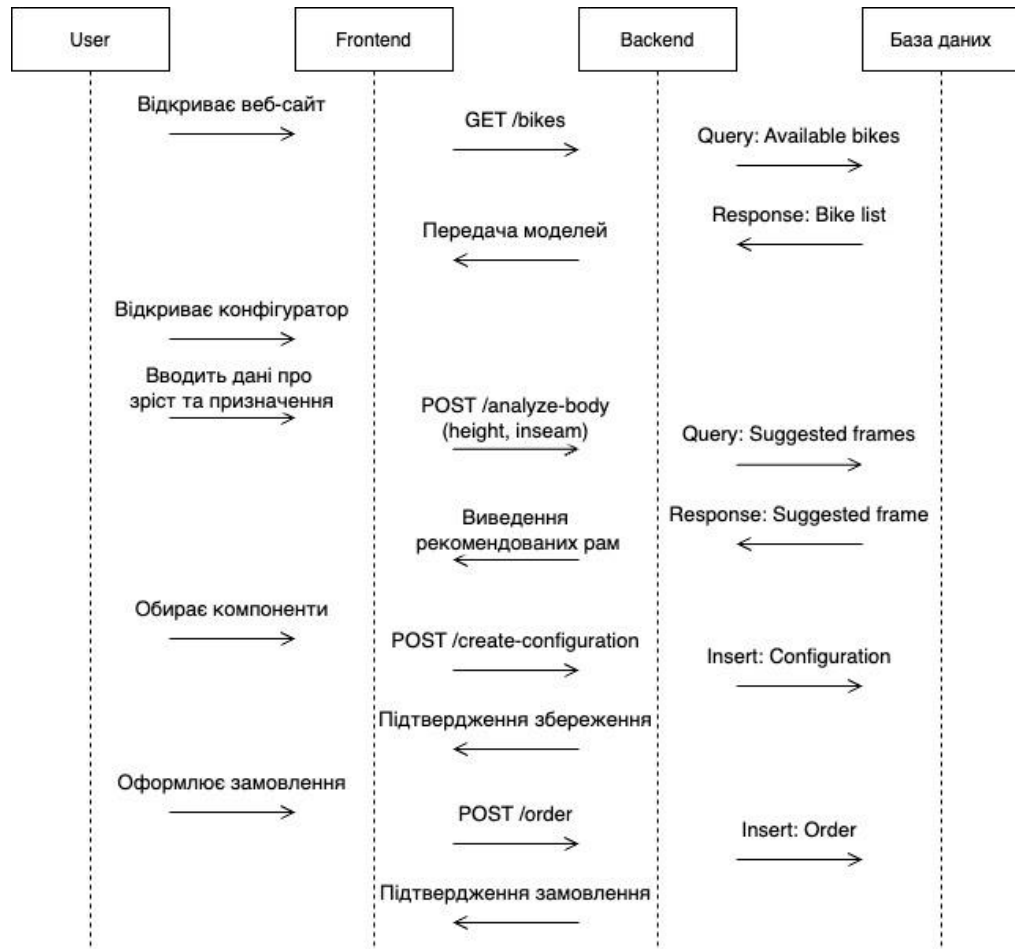 User
Frontend
Backend
База даних
Відкриває веб-сайт
GET /bikes
Query: Available bikes
Response: Bike list
Передача моделей
Відкриває конфігуратор
Вводить дані про
зріст та призначення
POST /analyze-body
(height, inseam)
Query: Suggested frames
Response: Suggested frame
Виведення
рекомендованих рам
Обирає компоненти
POST /create-configuration
Insert: Configuration
Підтвердження збереження
Оформлює замовлення
POST /order
Insert: Order
Підтвердження замовлення